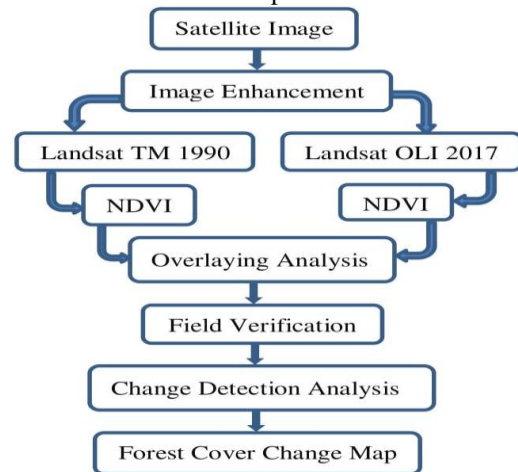 Satellite Image
Image Enhancement
Landsat TM 1990
Landsat OLI 2017
NDVI
NDVI
Overlaying Analysis
Field Verification
Change Detection Analysis
Forest Cover Change Map